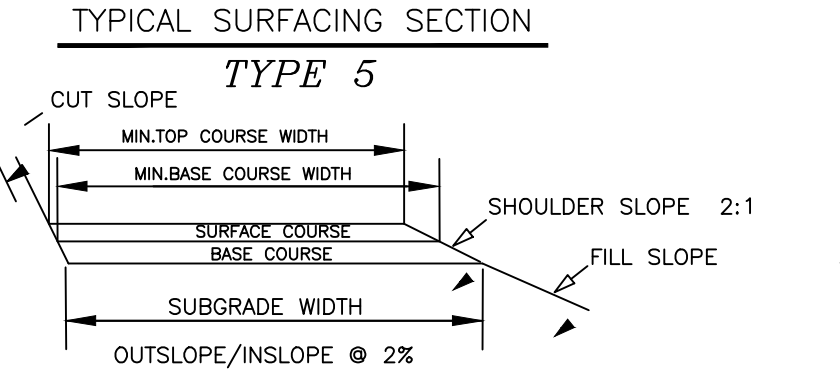 TYPICAL SURFACING SECTION
TYPE 5
CUT SLOPE
MIN.TOP COURSE WIDTH
MIN.BASE COURSE WIDTH
SHOULDER SLOPE 2:1
SURFACE COURSE
BASE COURSE
FILL SLOPE
SUBGRADE WIDTH
OUTSLOPE/INSLOPE @ 2%